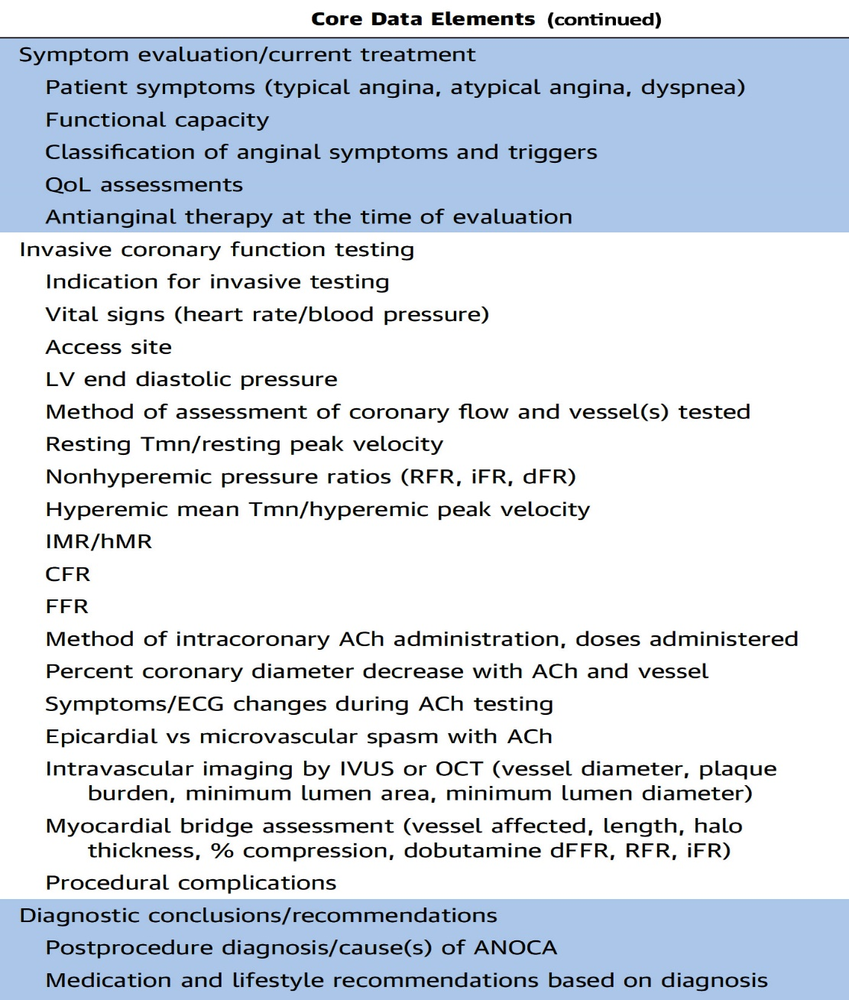 Core Data Elements (continued)
Symptom evaluation/current treatment
Patient symptoms (typical angina, atypical angina, dyspnea)
Functional capacity
Classification of anginal symptoms and triggers
QoL assessments
Antianginal therapy at the time of evaluation
Invasive coronary function testing
Indication for invasive testing
Vital signs (heart rate/blood pressure)
Access site
LV end diastolic pressure
Method of assessment of coronary flow and vessel(s) tested
Resting Tmn/resting peak velocity
Nonhyperemic pressure ratios (RFR, iFR, dFR)
Hyperemic mean Tmn/hyperemic peak velocity
IMR/hMR
CFR
FFR
Method of intracoronary ACh administration, doses administered
Percent coronary diameter decrease with ACh and vessel
Symptoms/ECG changes during ACh testing
Epicardial vs microvascular spasm with ACh
Intravascular imaging by IVUS or OCT (vessel diameter, plaque
burden, minimum lumen area, minimum lumen diameter)
Myocardial bridge assessment (vessel affected, length, halo
thickness, % compression, dobutamine dFFR, RFR, iFR)
Procedural complications
Diagnostic conclusions/recommendations
Postprocedure diagnosis/cause(s) of ANOCA
Medication and lifestyle recommendations based on diagnosis